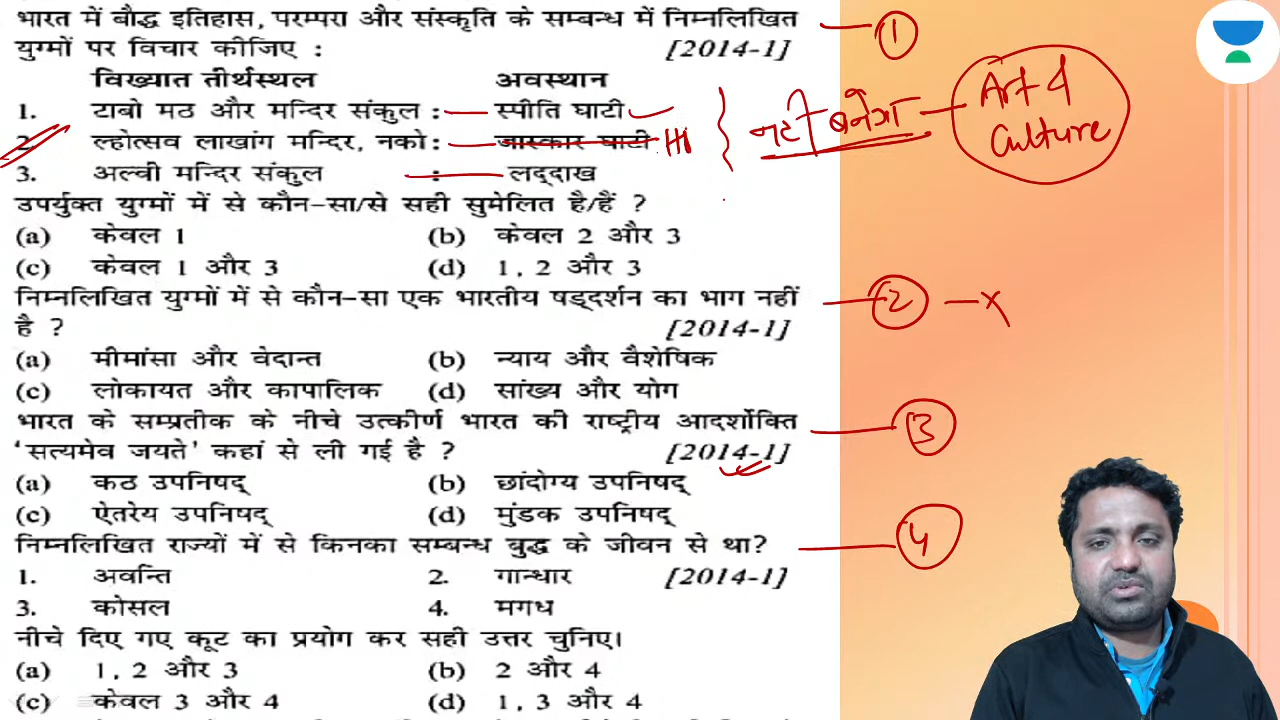 भारत में बौद्ध इतिहास, परम्परा और संस्कृति के सम्बन्ध में निम्नलिखित
युग्मों पर विचार कीजिए : [2014-1]
विख्यात तीर्थस्थल अवस्थान
1. टाबो मठ और मन्दिर संकुल : स्पीति घाटी
2. ल्होत्सव लाखांग मन्दिर, नको : जास्कार घाटी Hi
3. अल्ची मन्दिर संकुल : लद्दाख
उपर्युक्त युग्मों में से कौन-सा/से सही सुमेलित है/हैं ?
(a) केवल 1 (b) केवल 2 और 3
(c) केवल 1 और 3 (d) 1, 2 और 3
निम्नलिखित युग्मों में से कौन-सा एक भारतीय षड्दर्शन का भाग नहीं
है ? [2014-1]
(a) मीमांसा और वेदान्त (b) न्याय और वैशेषिक
(c) लोकायत और कापालिक (d) सांख्य और योग
भारत के सम्प्रतीक के नीचे उत्कीर्ण भारत की राष्ट्रीय आदर्शोक्ति
'सत्यमेव जयते' कहां से ली गई है ? [2014-1]
(a) कठ उपनिषद् (b) छांदोग्य उपनिषद्
(c) ऐतरेय उपनिषद् (d) मुंडक उपनिषद्
निम्नलिखित राज्यों में से किनका सम्बन्ध बुद्ध के जीवन से था?
1. अवन्ति 2. गान्धार [2014-1]
3. कोसल 4. मगध
नीचे दिए गए कूट का प्रयोग कर सही उत्तर चुनिए।
(a) 1, 2 और 3 (b) 2 और 4
(c) केवल 3 और 4 (d) 1, 3 और 4
1
Art &
Culture
2 x
3
4